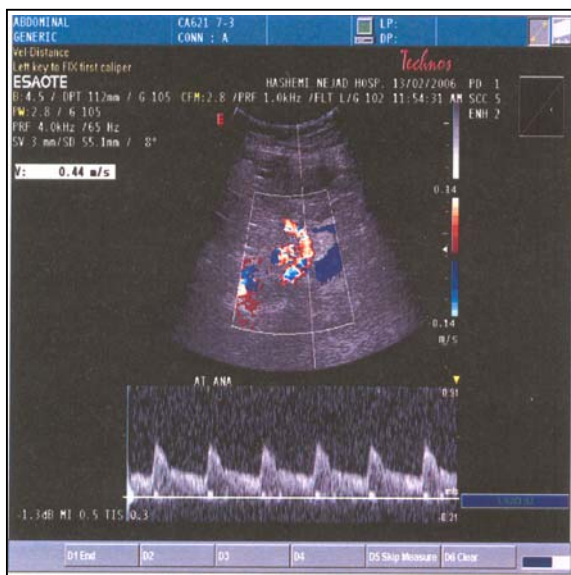 ABDOMINAL CA621 7-3 LP:
GENERIC CONN : A DP:
Vel-Distance
Left key to FIX first caliper
Technos
ESAOTE HASHEMI NEJAD HOSP. 13/02/2006 PD 1
B:4.5 / DPT 112mm / G 105 CFM:2.8 /PRF 1.0kHz/FLT L/G 102 11:54:31 AM SCC 5
PW:2.8 / G 105 E ENH 2
PRF 4.0kHz /65 Hz
SV 3 mm/SD 55.1mm / 8°
V: 0.44 m/s
0.14
-0.14
m/s
AT ANA
0.91
-1.3dB MI 0.5 TIS 0.3 -0.21
D1 End D2 D3 D4 D5 Skip Measure D6 Clear